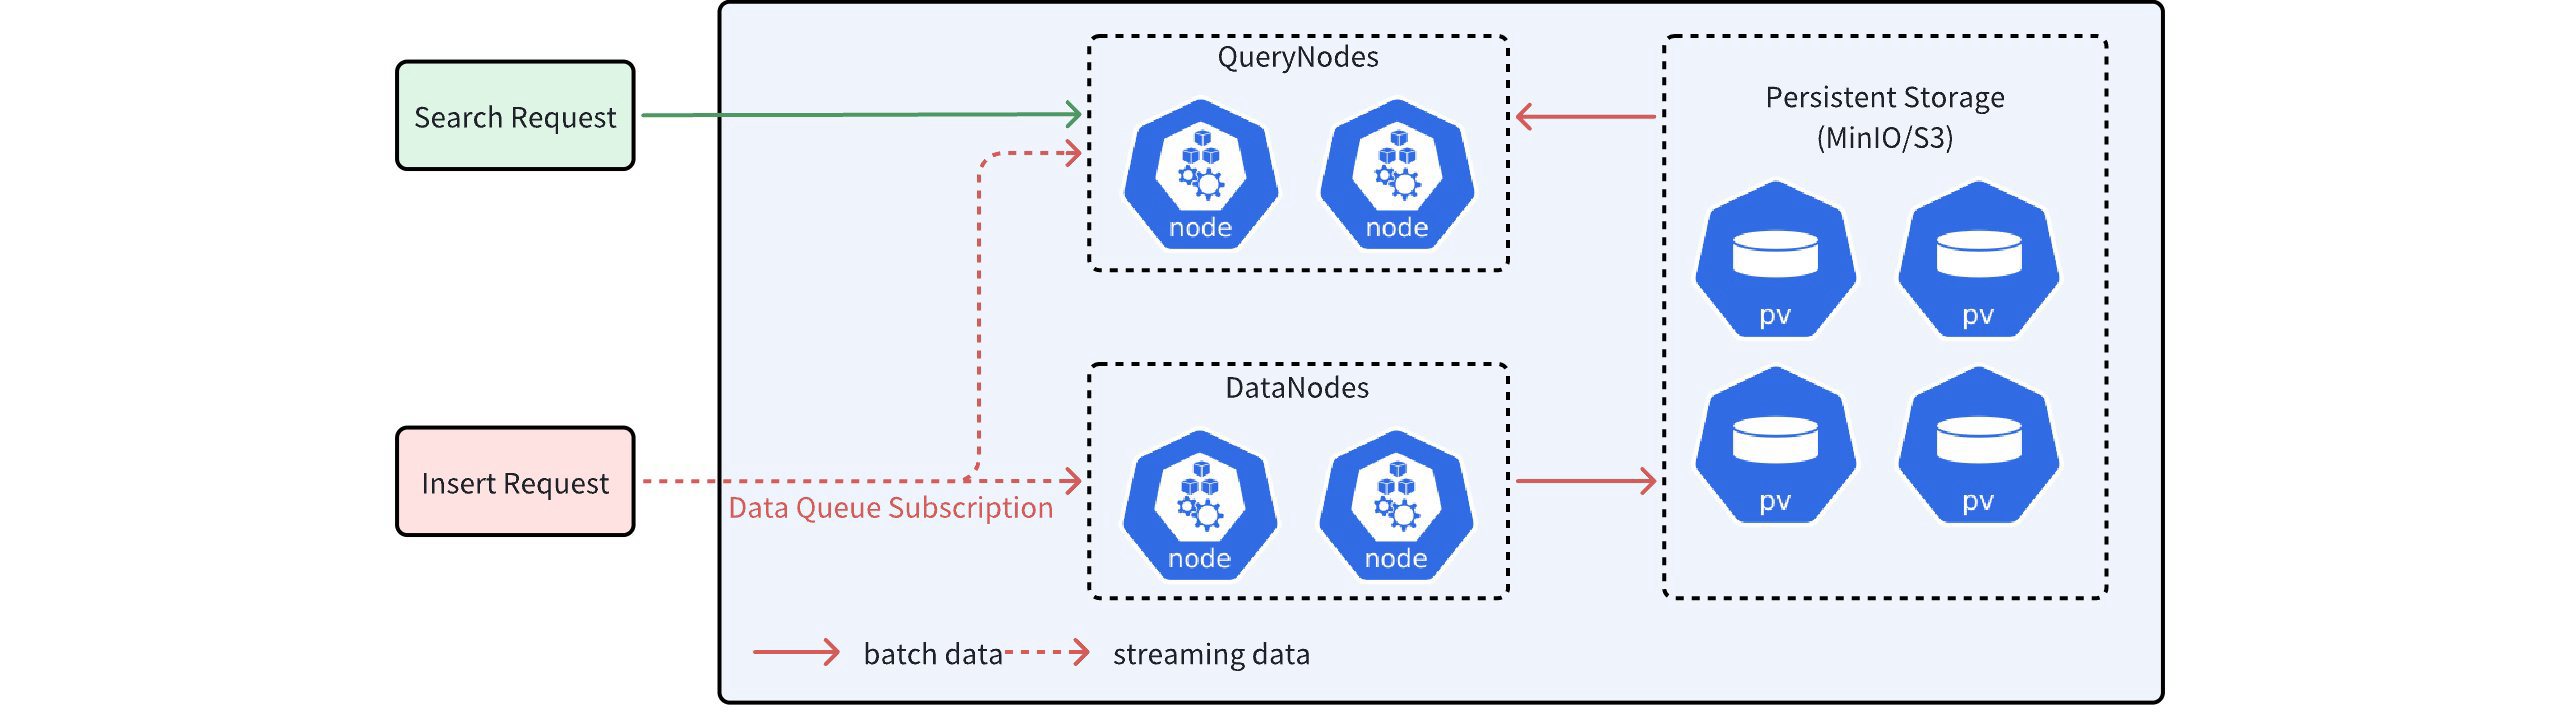 Search Request
QueryNodes
node
node
Persistent Storage
(MinIO/S3)
pv
pv
pv
pv
Insert Request
Data Queue Subscription
DataNodes
node
node
batch data
streaming data